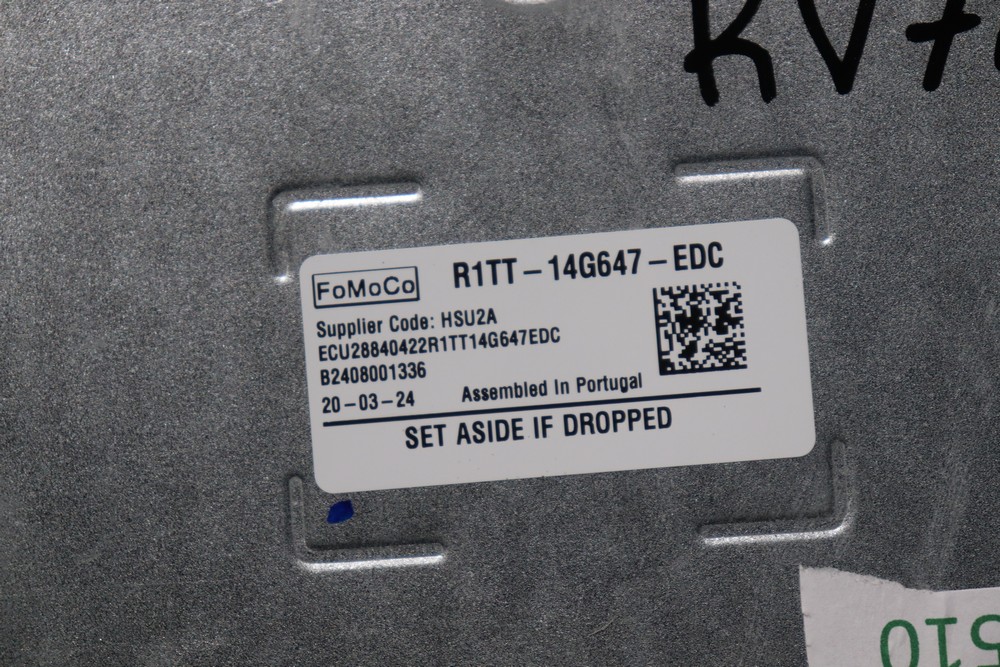 RV7
FoMoCo
R1TT-14G647-EDC
Supplier Code: HSU2A
ECU28840422R1TT14G647EDC
B2408001336
20-03-24
Assembled In Portugal
SET ASIDE IF DROPPED